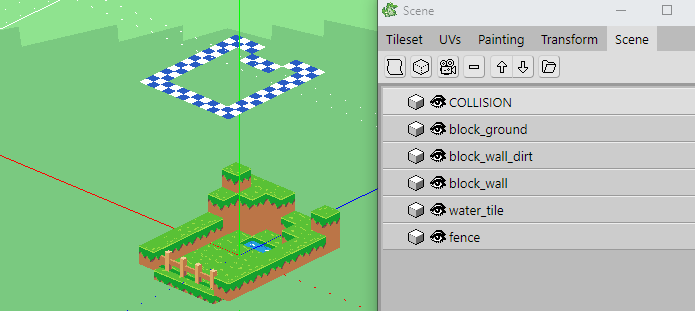 Scene
Tileset UVs Painting Transform Scene
COLLISION
block_ground
block_wall_dirt
block_wall
water_tile
fence